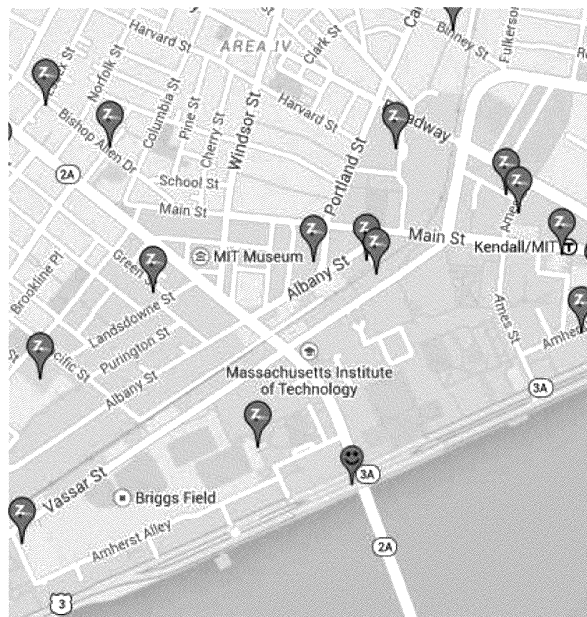 Binney St
Fulkerson
Harvard St
AREA IV
Clark St
Norfolk St
Columbia St
Pine St
Cherry St
Windsor St
Harvard St
Broadway
Bishop Allen Dr
2A
School St
Main St
Portland St
Main St
Kendall/MIT
T
MIT Museum
Albany St
Green
Landsdowne St
Brookline Pl
Purington St
Albany St
Pacific St
Ames St
Amherst
Massachusetts Institute
of Technology
3A
Vassar St
Briggs Field
3A
Amherst Alley
2A
3